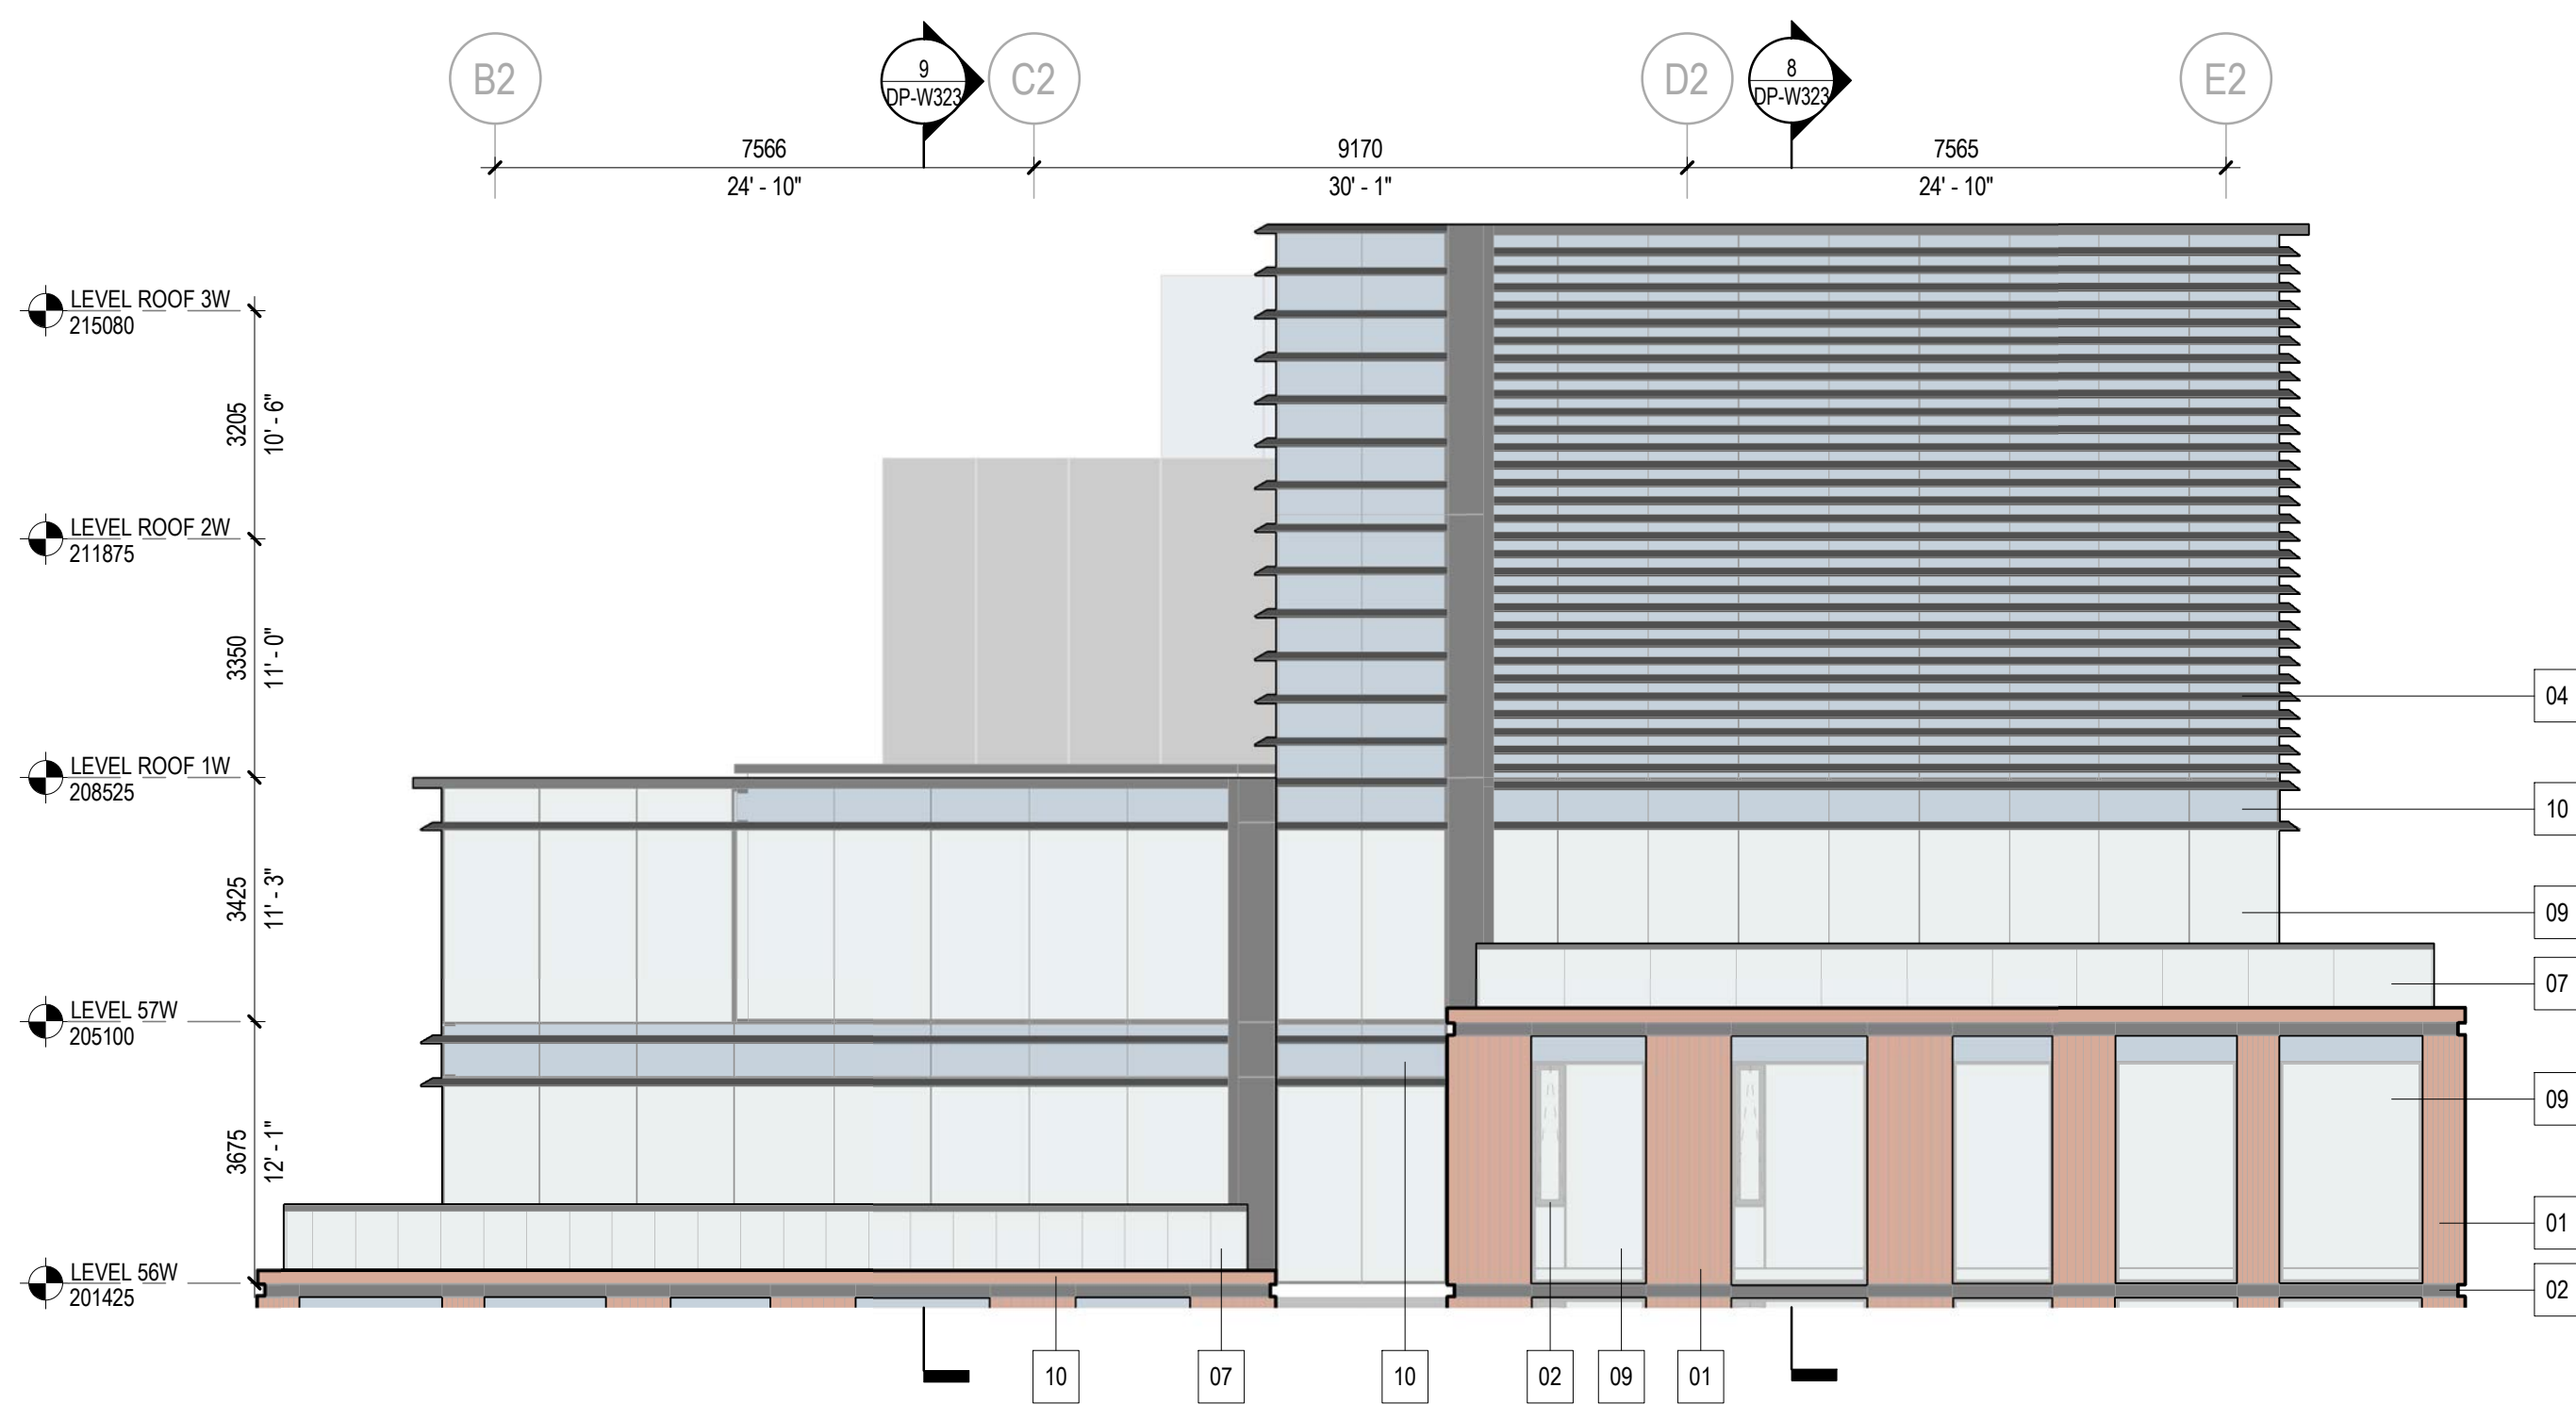 B2
9
DP-W323
C2
D2
8
DP-W323
E2
7566
24' - 10"
9170
30' - 1"
7565
24' - 10"
LEVEL ROOF 3W
215080
3205
10' - 6"
LEVEL ROOF 2W
211875
3350
11' - 0"
LEVEL ROOF 1W
208525
3425
11' - 3"
LEVEL 57W
205100
3675
12' - 1"
LEVEL 56W
201425
04
10
09
07
09
01
02
10
07
10
02
09
01